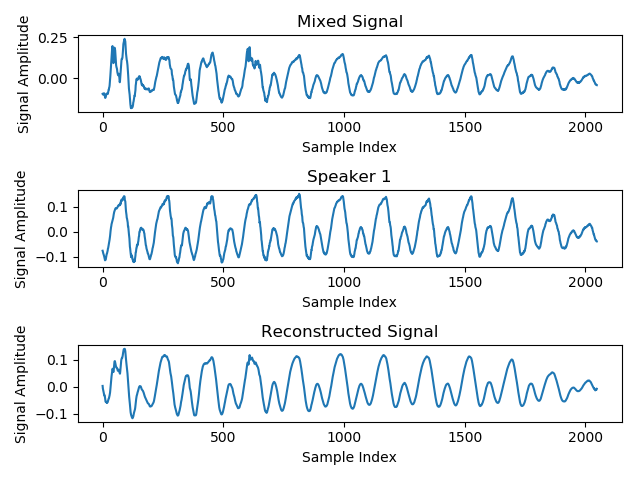 Mixed Signal
Signal Amplitude
0.25
0.00
0 500 1000 1500 2000
Sample Index
Speaker 1
Signal Amplitude
0.1
0.0
−0.1
0 500 1000 1500 2000
Sample Index
Reconstructed Signal
Signal Amplitude
0.1
0.0
−0.1
0 500 1000 1500 2000
Sample Index